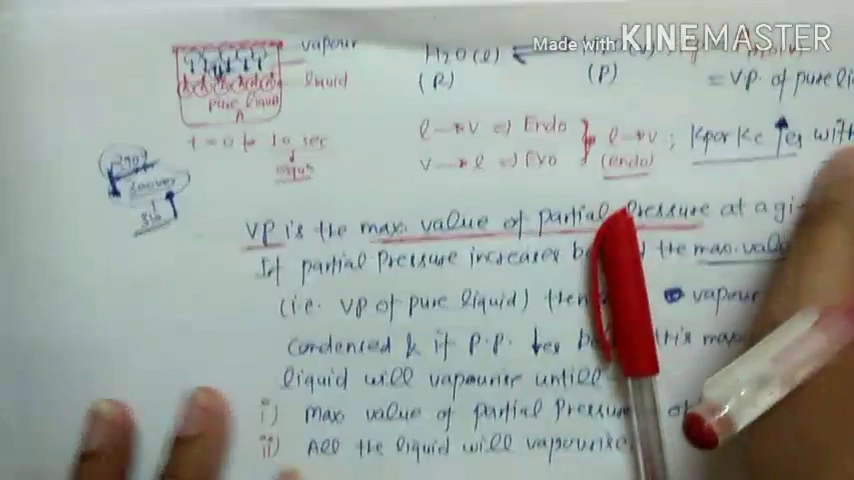 Made with KINEMASTER
vapour
liquid
pure liquid
A
t = 0 to 10 sec
H2O(l)
(R)
(P)
= VP. of pure li
l → v ⇒ Endo
v → l ⇒ Exo
l → v ;
(endo)
Kp or Kc ↑es with
VP is the max. value of partial pressure at a gi
If partial pressure increases the max. valu
(i.e. VP of pure liquid) then vapour
condensed & if P.P. ↓es
liquid will vapourise untill
i) max value of partial pressure of
ii) All the liquid will vapourise